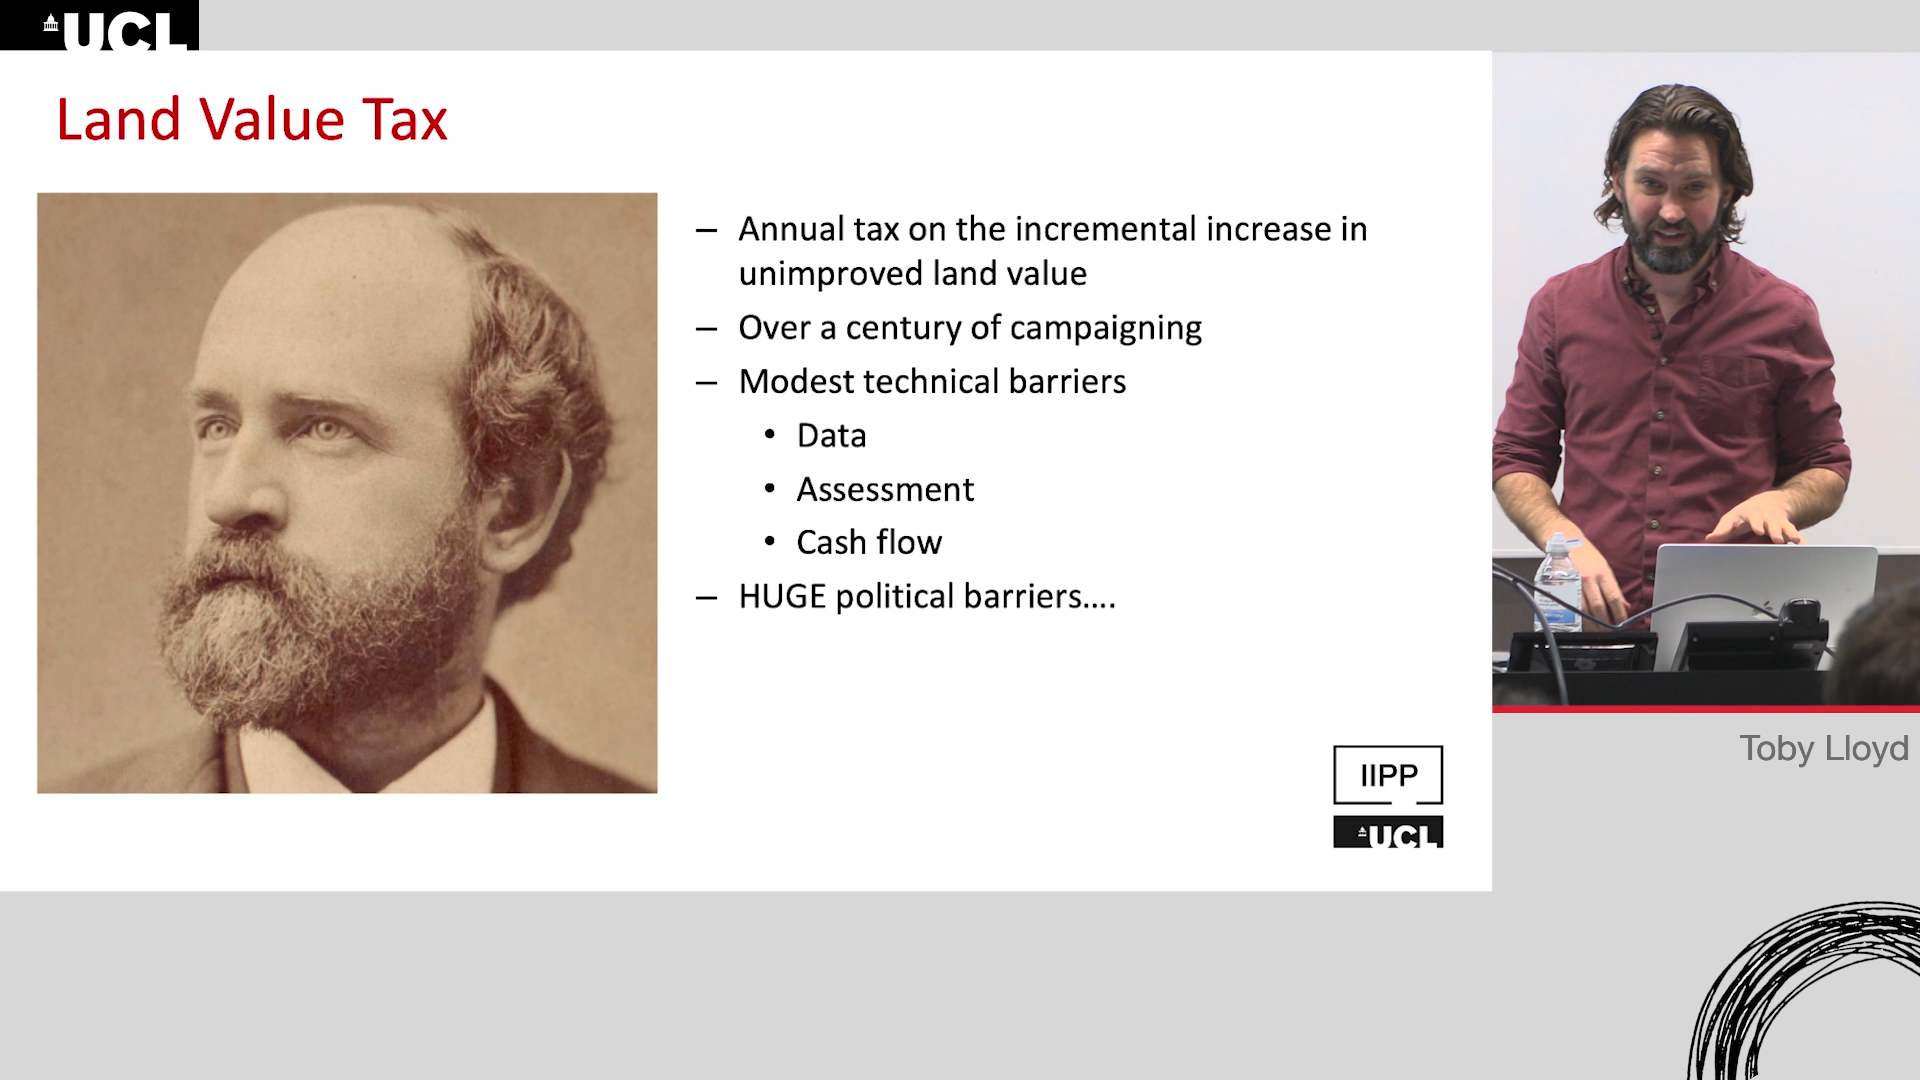 UCL
Land Value Tax
– Annual tax on the incremental increase in
unimproved land value
– Over a century of campaigning
– Modest technical barriers
• Data
• Assessment
• Cash flow
– HUGE political barriers....
IIPP
UCL
Toby Lloyd